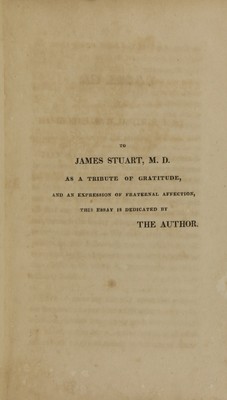 TO
JAMES STUART, M. D.
AS A TRIBUTE OF GRATITUDE,
AND AN EXPRESSION OF FRATERNAL AFFECTION,
THIS ESSAY IS DEDICATED BY
THE AUTHOR.